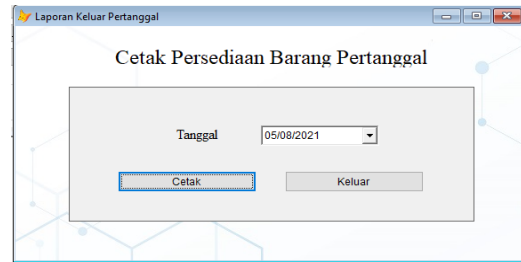 Laporan Keluar Pertanggal
Cetak Persediaan Barang Pertanggal
Tanggal 05/08/2021
Cetak Keluar